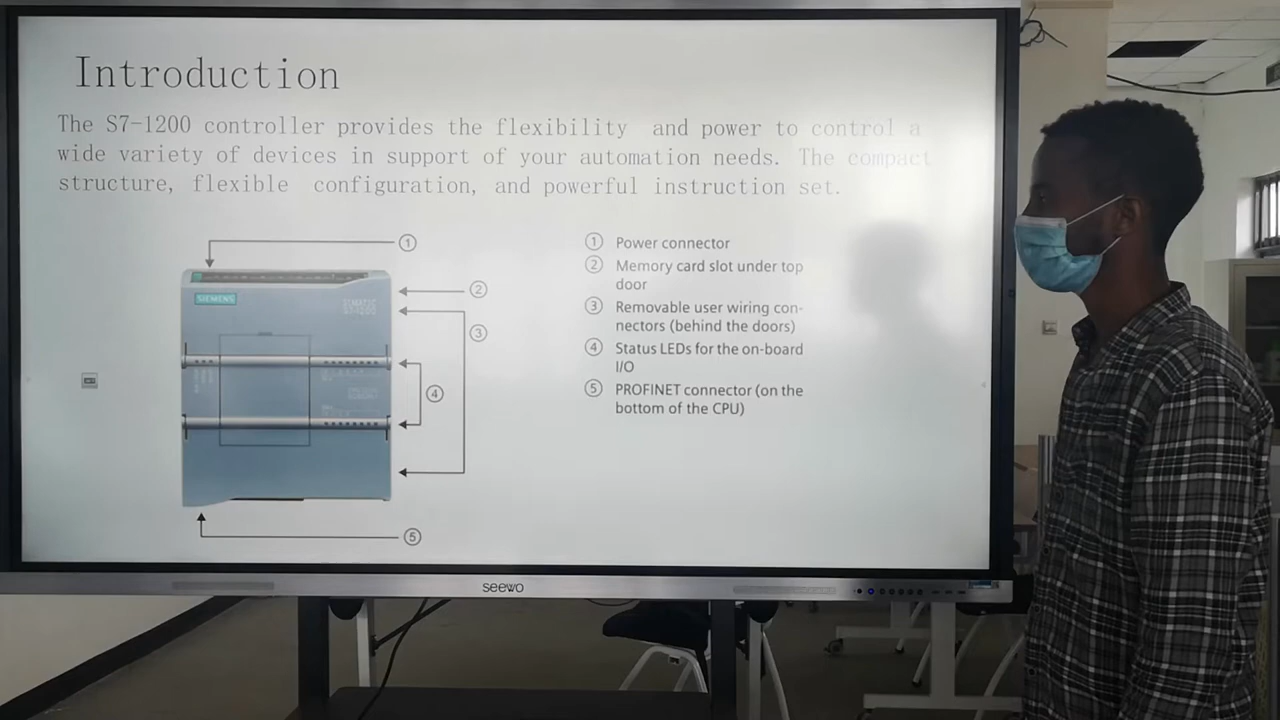 Introduction
The S7-1200 controller provides the flexibility and power to control a
wide variety of devices in support of your automation needs. The compact
structure, flexible configuration, and powerful instruction set.
①
② 
③
④
⑤
SIEMENS
SIMATIC
S7-1200
① Power connector
② Memory card slot under top
door
③ Removable user wiring con-
nectors (behind the doors)
④ Status LEDs for the on-board
I/O
⑤ PROFINET connector (on the
bottom of the CPU)
seewo